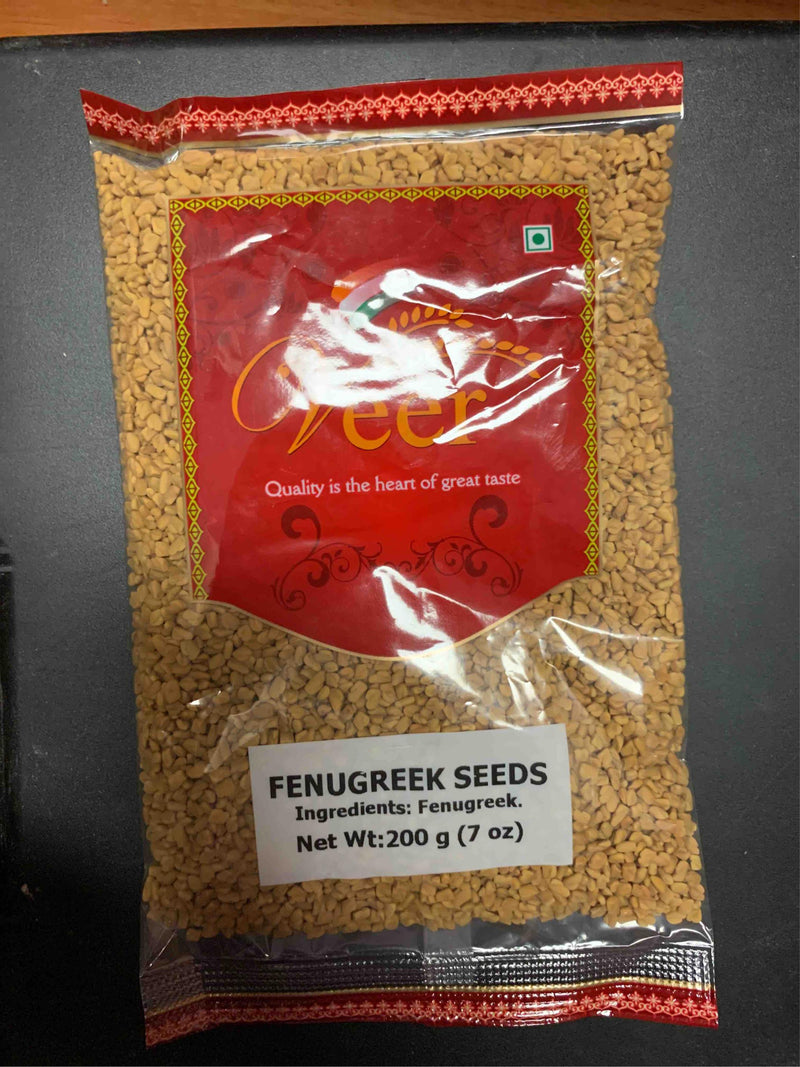 Veer
Quality is the heart of great taste
FENUGREEK SEEDS
Ingredients: Fenugreek.
Net Wt:200 g (7 oz)